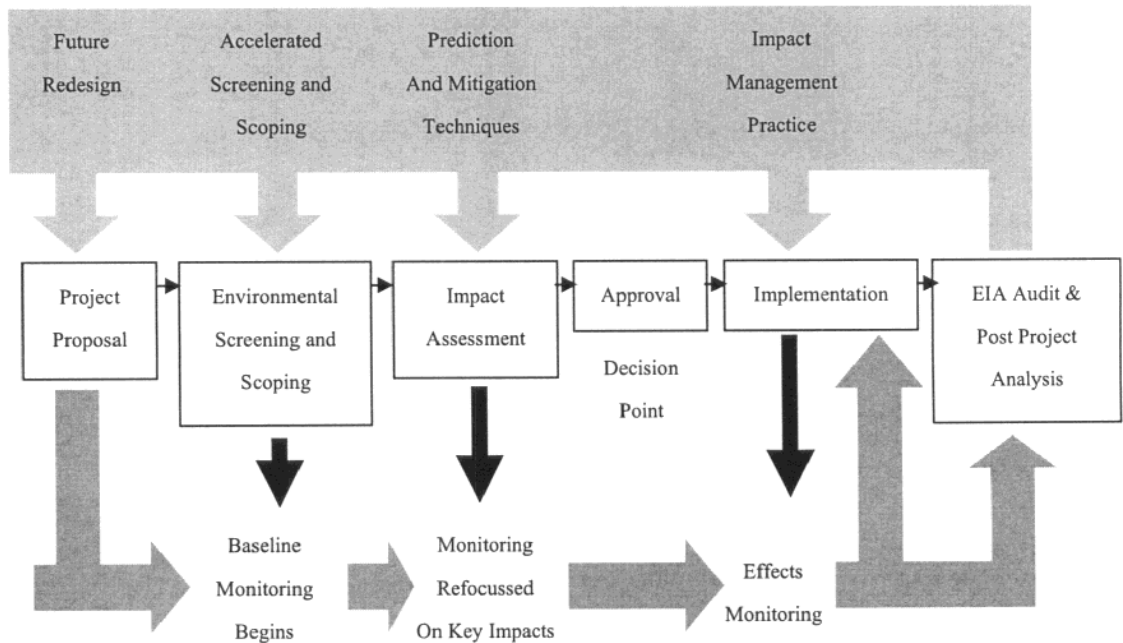 Future
Redesign
Accelerated
Screening and
Scoping
Prediction
And Mitigation
Techniques
Impact
Management
Practice
Project
Proposal
Environmental
Screening and
Scoping
Impact
Assessment
Approval
Implementation
EIA Audit &
Post Project
Analysis
Decision
Point
Baseline
Monitoring
Begins
Monitoring
Refocussed
On Key Impacts
Effects
Monitoring